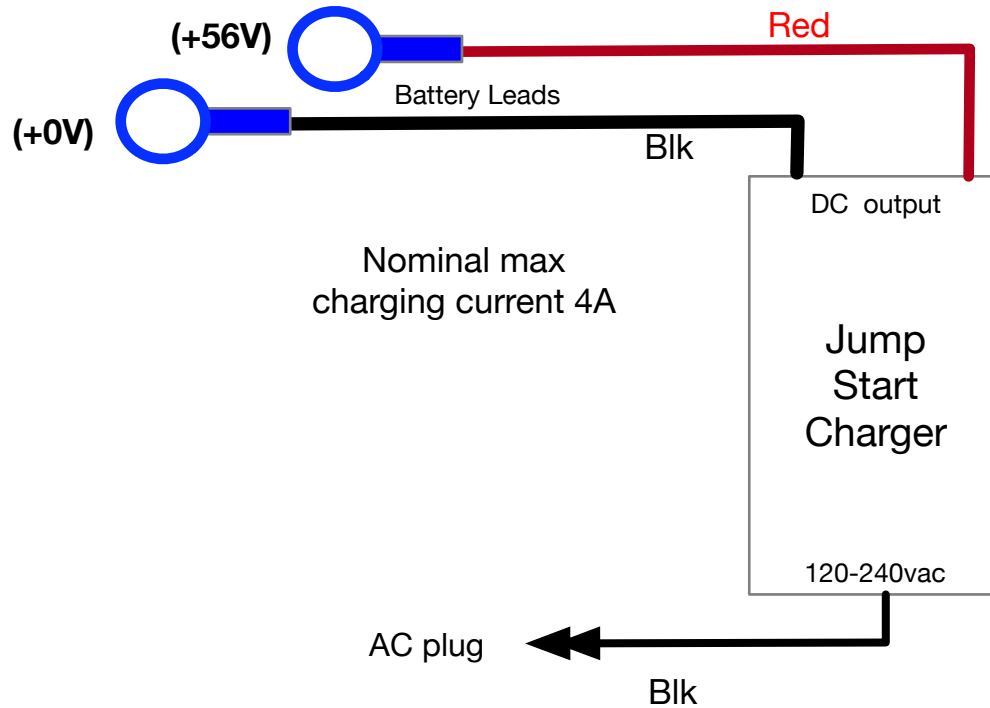 (+56V)
Red
Battery Leads
(+0V)
Blk
DC output
Nominal max
charging current 4A
Jump
Start
Charger
120-240vac
AC plug
Blk